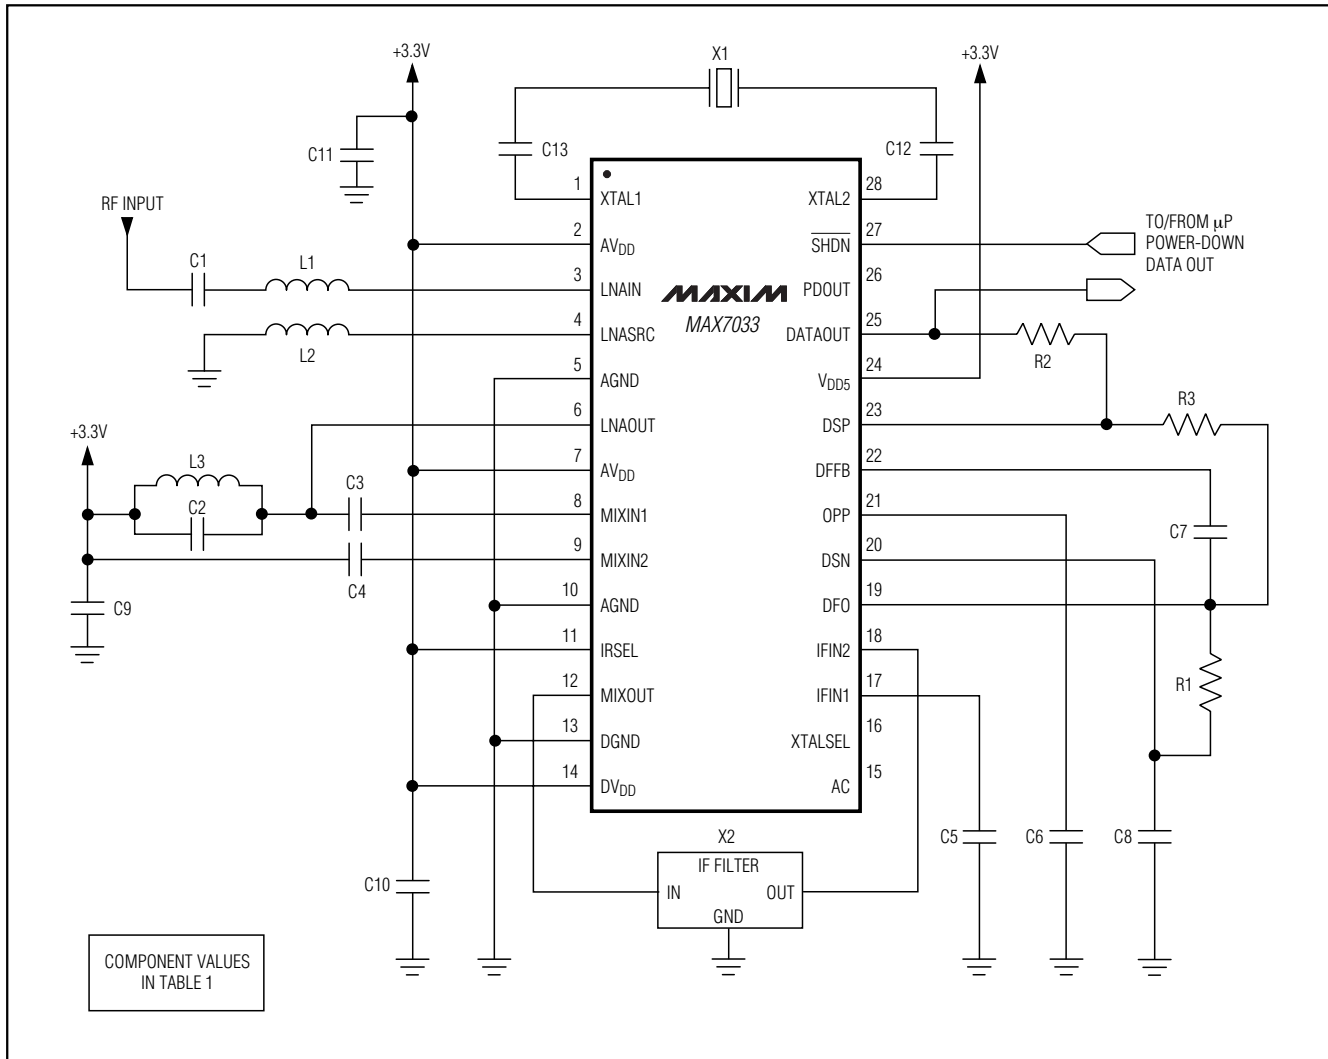 +3.3V
X1
+3.3V
C11
C13
C12
RF INPUT
1
XTAL1
XTAL2
28
2
AVDD
SHDN
27
TO/FROM µP
POWER-DOWN
DATA OUT
C1
L1
3
LNAIN
PDOUT
26
MAXIM
MAX7033
L2
4
LNASRC
DATAOUT
25
R2
5
AGND
VDD5
24
6
LNAOUT
DSP
23
R3
+3.3V
L3
7
AVDD
DFFB
22
C2
C3
8
MIXIN1
OPP
21
C7
C4
9
MIXIN2
DSN
20
C9
10
AGND
DFO
19
11
IRSEL
IFIN2
18
R1
12
MIXOUT
IFIN1
17
13
DGND
XTALSEL
16
14
DVDD
AC
15
X2
C5
C6
C8
IF FILTER
IN
OUT
GND
C10
COMPONENT VALUES
IN TABLE 1